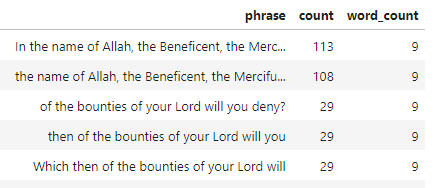 phrase count word_count
In the name of Allah, the Beneficent, the Merc... 113 9
the name of Allah, the Beneficent, the Mercifu... 108 9
of the bounties of your Lord will you deny? 29 9
then of the bounties of your Lord will you 29 9
Which then of the bounties of your Lord will 29 9